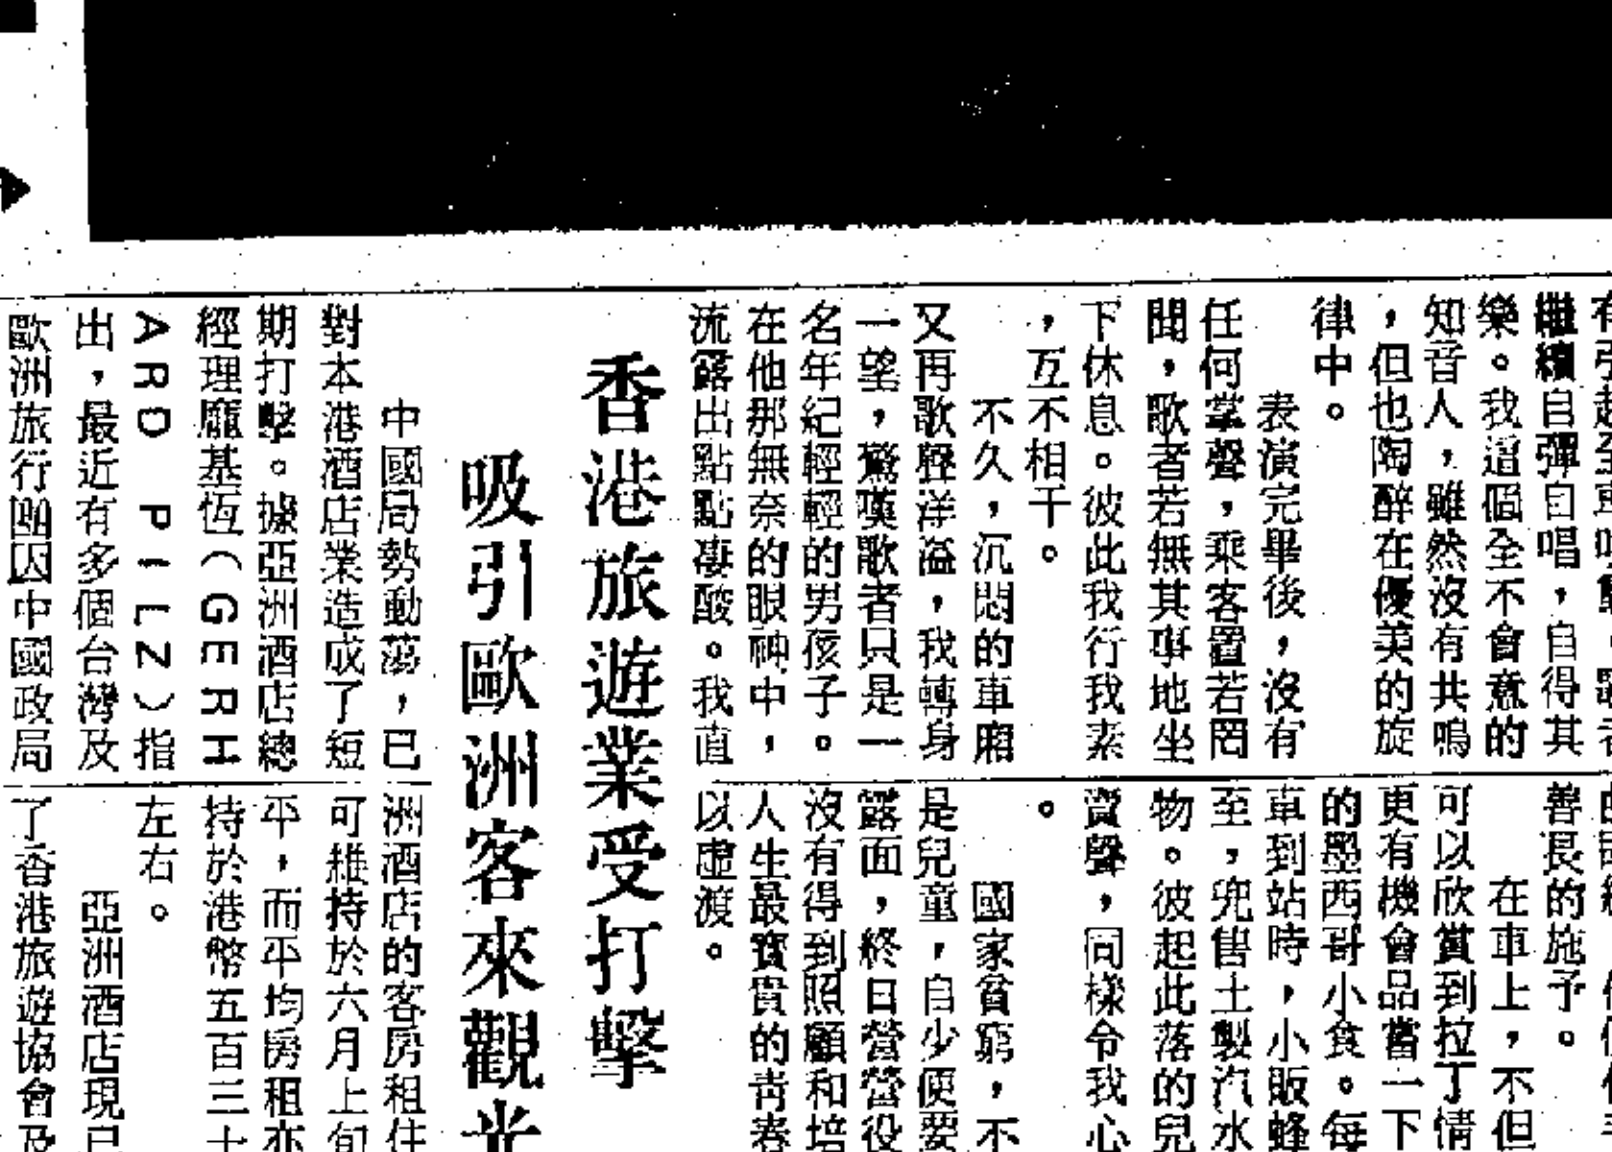 繼續自彈自唱，自得其
樂。我這個全不會意的
知音人，雖然沒有共鳴
，但也陶醉在優美的旋
律中。
表演完畢後，沒有
任何掌聲，乘客置若罔
聞，歌者若無其事地坐
下休息。彼此我行我素
，互不相干。
不久，沉悶的車廂
又再歌聲洋溢，我轉身
一望，驚嘆歌者只是一
名年紀輕輕的男孩子。
在他那無奈的眼神中，
流露出點點凄酸。我直
善良的施予。
在車上，不但
可以欣賞到拉丁情
更有機會品嘗一下
的墨西哥小食。每
車到站時，小販蜂
至，兜售土製汽水
物。彼起此落的兒
賣聲，同樣令我心
。
國家貧窮，不
是兒童，自少便要
露面，終日營營役
沒有得到照顧和培
人生最寶貴的青春
以虛渡。
香港旅遊業受打擊
吸引歐洲客來觀光
中國局勢動蕩，已
對本港酒店業造成了短
期打擊。據亞洲酒店總
經理龐基恆（GERH
ARD PILZ）指
出，最近有多個台灣及
歐洲旅行團因中國政局
洲酒店的客房租住
可維持於六月上旬
平，而平均房租亦
持於港幣五百三十
左右。
亞洲酒店現已
了香港旅遊協會及